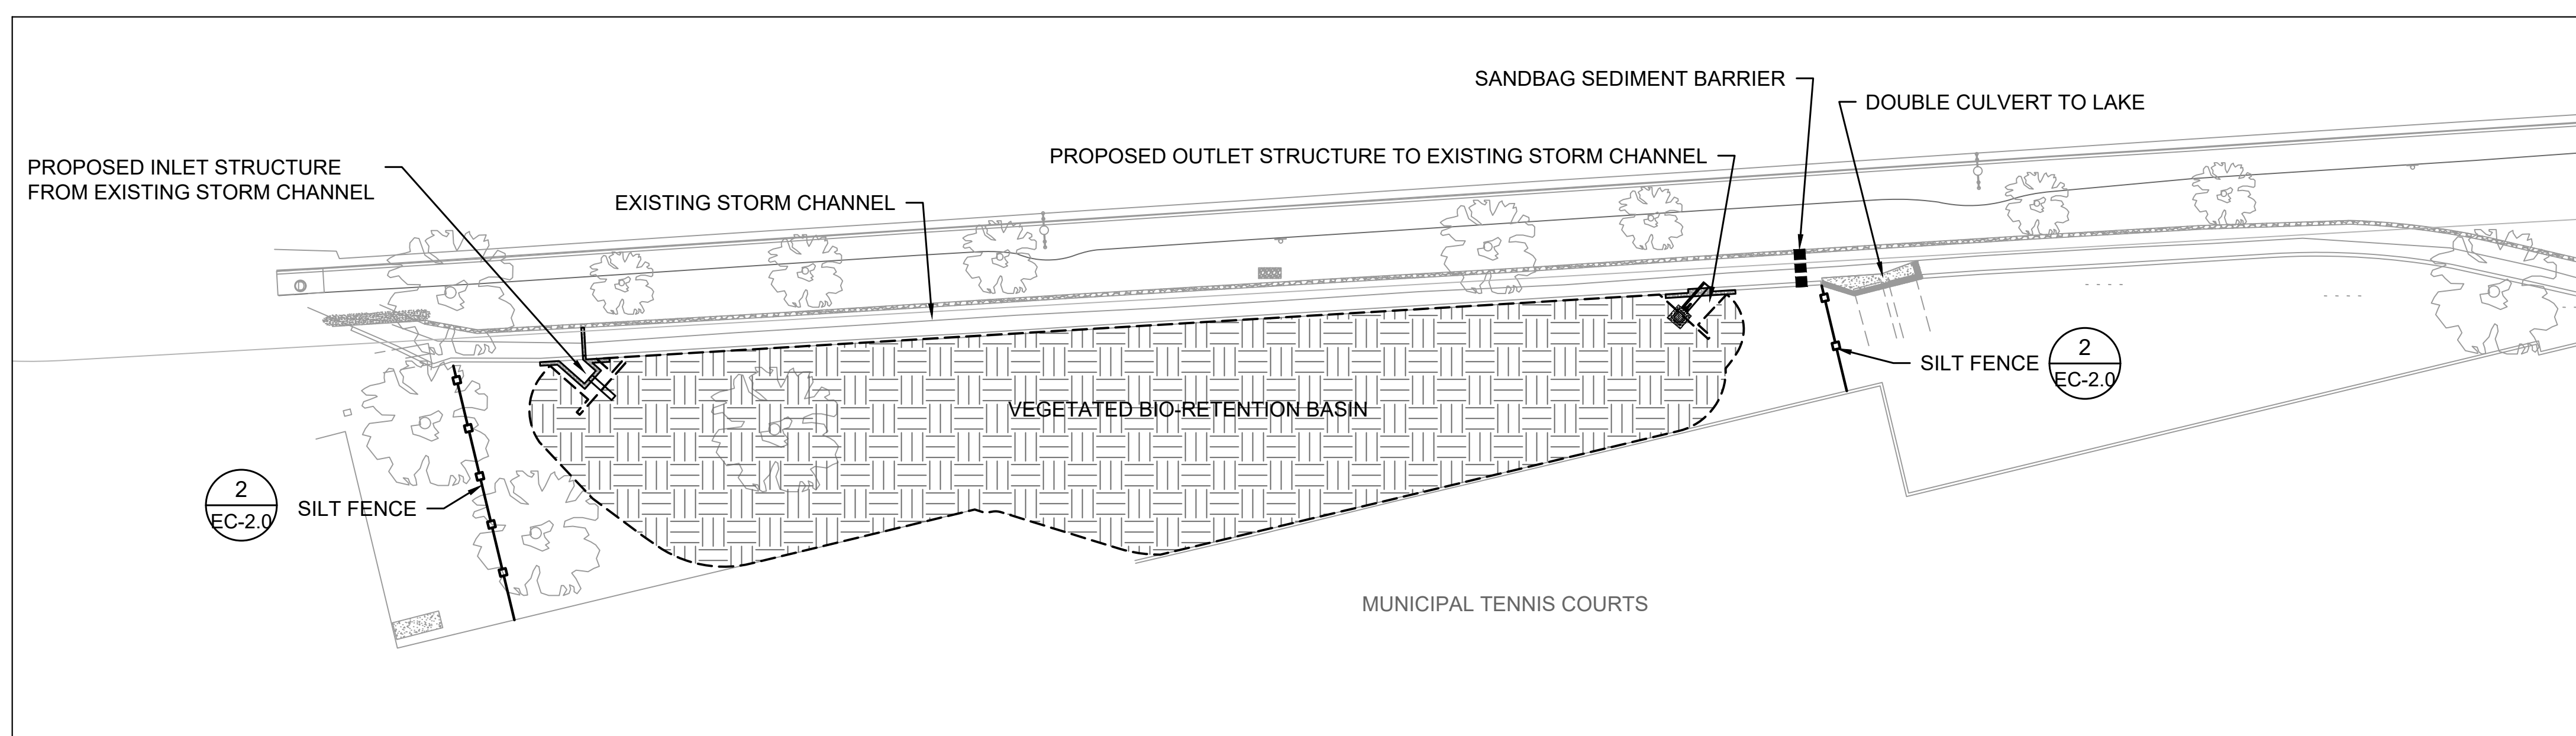 SANDBAG SEDIMENT BARRIER
DOUBLE CULVERT TO LAKE
PROPOSED OUTLET STRUCTURE TO EXISTING STORM CHANNEL
PROPOSED INLET STRUCTURE
FROM EXISTING STORM CHANNEL
EXISTING STORM CHANNEL
SILT FENCE
2
EC-2.0
VEGETATED BIO-RETENTION BASIN
2
EC-2.0
SILT FENCE
MUNICIPAL TENNIS COURTS